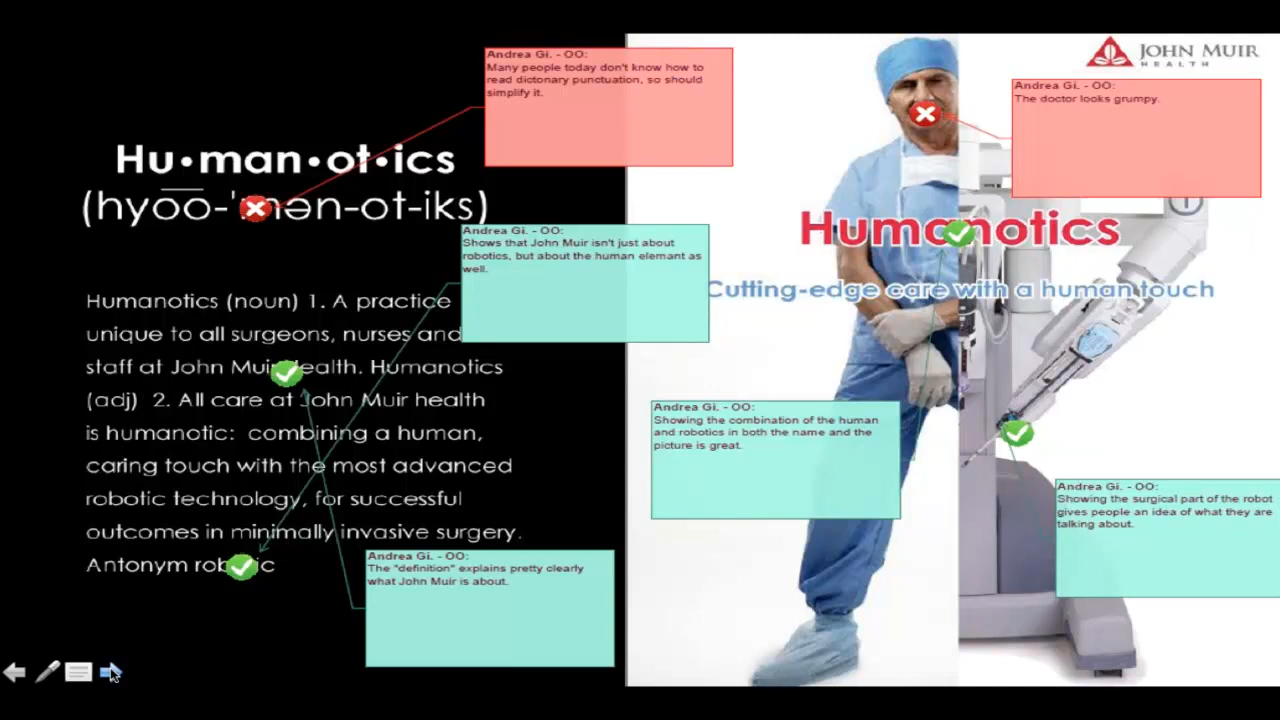 Hu•man•ot•ics
(hyoo-'mən-ot-iks)
Humanotics (noun) 1. A practice
unique to all surgeons, nurses and
staff at John Muir Health. Humanotics
(adj) 2. All care at John Muir health
is humanotic: combining a human,
caring touch with the most advanced
robotic technology, for successful
outcomes in minimally invasive surgery.
Antonym robotic
Andrea Gi. - OO:
Many people today don't know how to
read dictonary punctuation, so should
simplify it.
Andrea Gi. - OO:
Shows that John Muir isn't just about
robotics, but about the human elemant as
well.
Andrea Gi. - OO:
The "definition" explains pretty clearly
what John Muir is about.
JOHN MUIR
HEALTH
Andrea Gi. - OO:
The doctor looks grumpy.
Humanotics
Cutting-edge care with a human touch
Andrea Gi. - OO:
Showing the combination of the human
and robotics in both the name and the
picture is great.
Andrea Gi. - OO:
Showing the surgical part of the robot
gives people an idea of what they are
talking about.